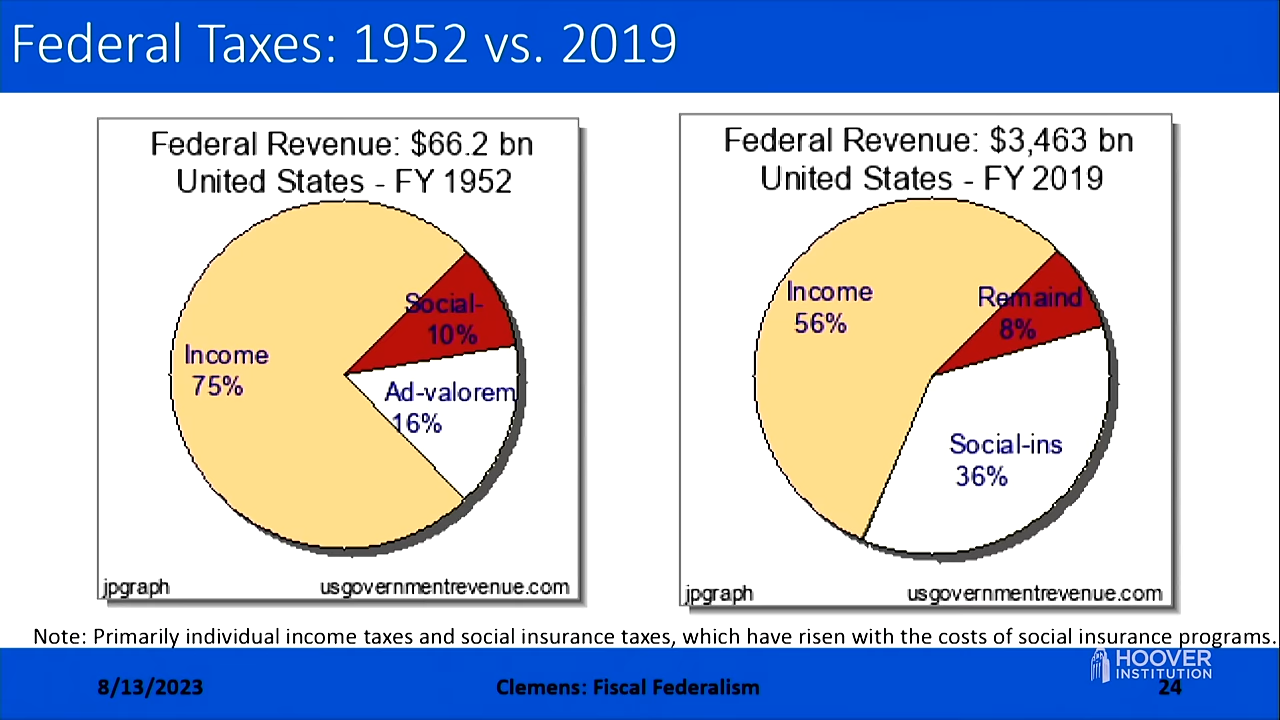 Federal Taxes: 1952 vs. 2019
Federal Revenue: $66.2 bn
United States - FY 1952
Social-
10%
Income
75%
Ad-valorem
16%
jpgraph
usgovernmentrevenue.com
Federal Revenue: $3,463 bn
United States - FY 2019
Income
56%
Remaind
8%
Social-ins
36%
jpgraph
usgovernmentrevenue.com
Note: Primarily individual income taxes and social insurance taxes, which have risen with the costs of social insurance programs.
8/13/2023
Clemens: Fiscal Federalism
HOOVER
INSTITUTION
24